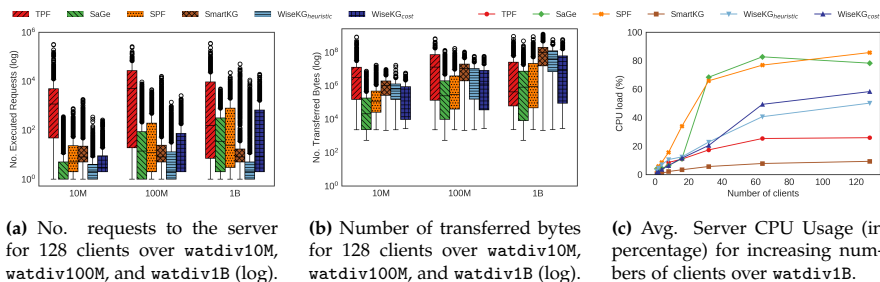 TPF SaGe SPF SmartKG WiseKGheuristic WiseKGcost
TPF SaGe SPF SmartKG WiseKGheuristic WiseKGcost
No. Executed Requests (log)
10^6
10^4
10^2
10^0
10M 100M 1B
No. Transferred Bytes (log)
10^8
10^6
10^4
10^2
10M 100M 1B
CPU load (%)
100
80
60
40
20
0
0 20 40 60 80 100 120
Number of clients
(a) No. requests to the server
for 128 clients over watdiv10M,
watdiv100M, and watdiv1B (log).
(b) Number of transferred bytes
for 128 clients over watdiv10M,
watdiv100M, and watdiv1B (log).
(c) Avg. Server CPU Usage (in
percentage) for increasing num-
bers of clients over watdiv1B.